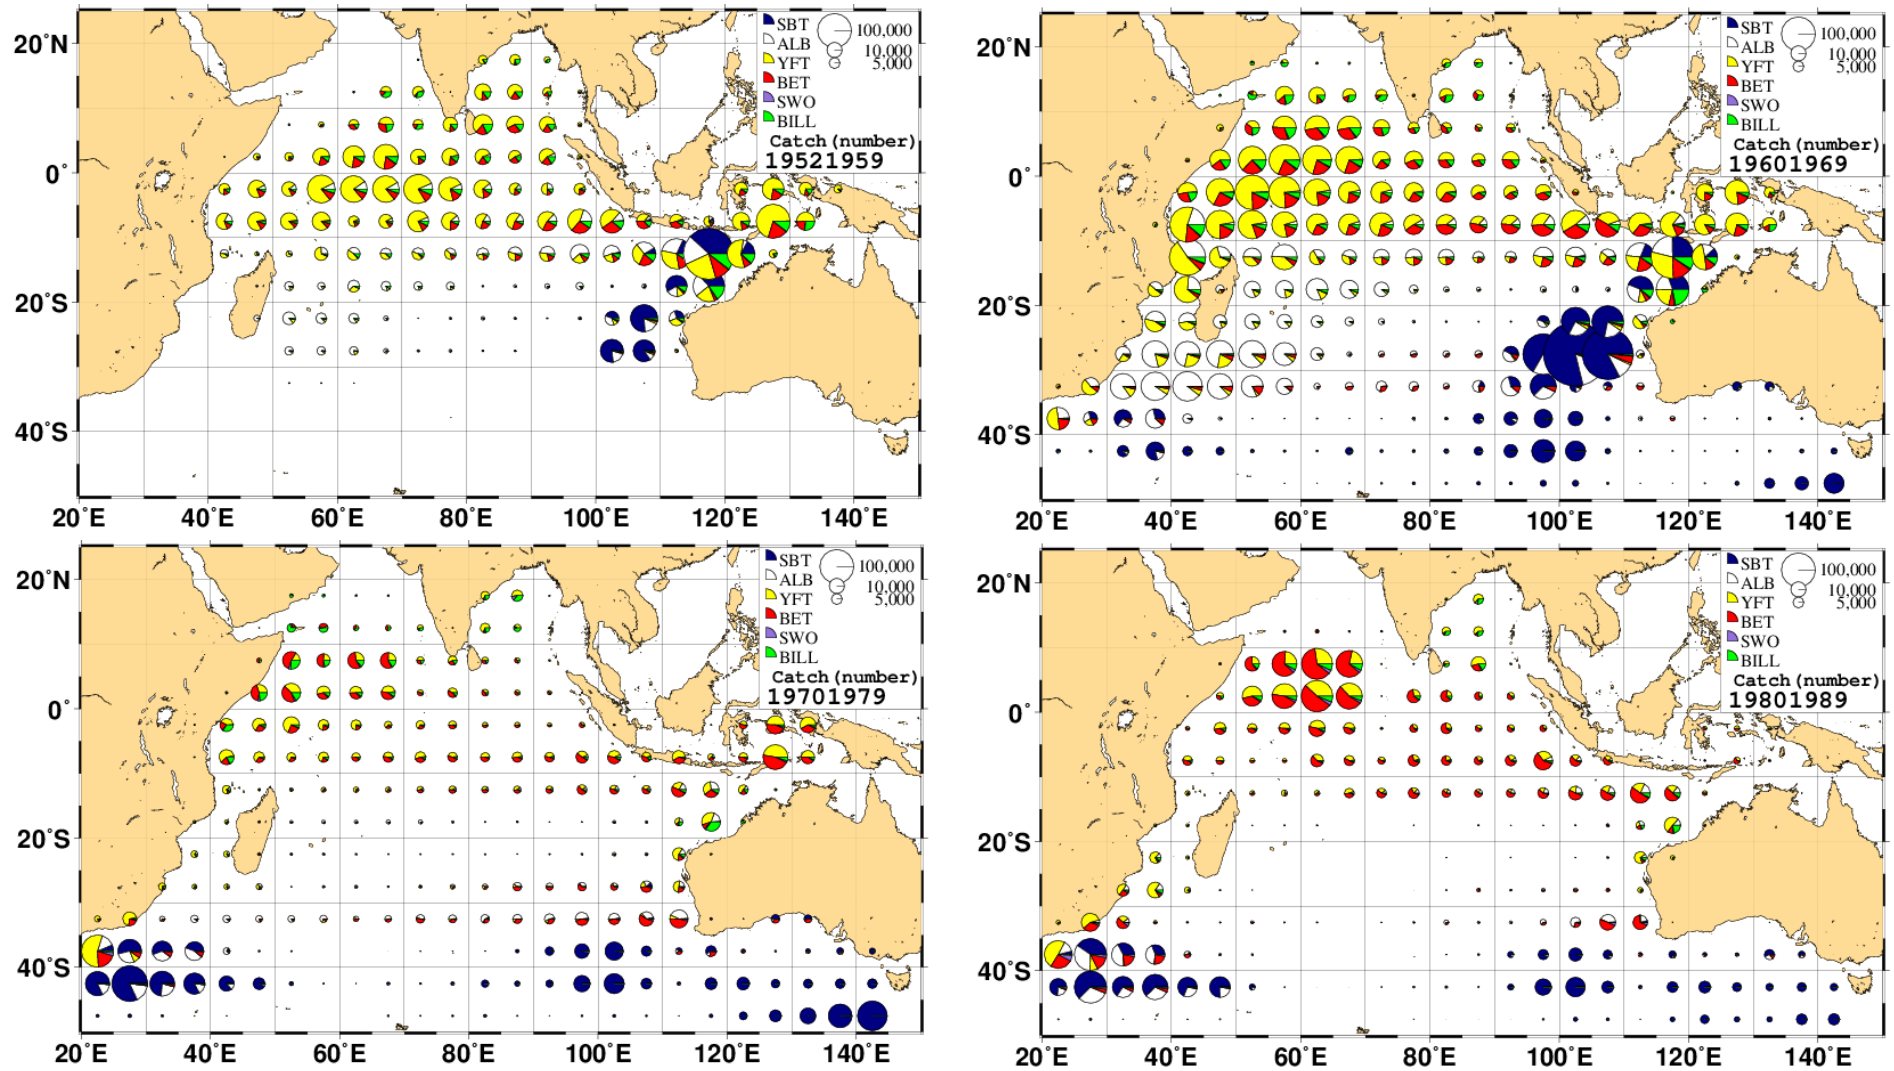 20°N
0°
20°S
40°S
20°E 40°E 60°E 80°E 100°E 120°E 140°E
SBT
ALB
YFT
BET
SWO
BILL
100,000
10,000
5,000
Catch (number)
19521959
20°N
0°
20°S
40°S
20°E 40°E 60°E 80°E 100°E 120°E 140°E
SBT
ALB
YFT
BET
SWO
BILL
100,000
10,000
5,000
Catch (number)
19601969
20°N
0°
20°S
40°S
20°E 40°E 60°E 80°E 100°E 120°E 140°E
SBT
ALB
YFT
BET
SWO
BILL
100,000
10,000
5,000
Catch (number)
19701979
20°N
0°
20°S
40°S
20°E 40°E 60°E 80°E 100°E 120°E 140°E
SBT
ALB
YFT
BET
SWO
BILL
100,000
10,000
5,000
Catch (number)
19801989